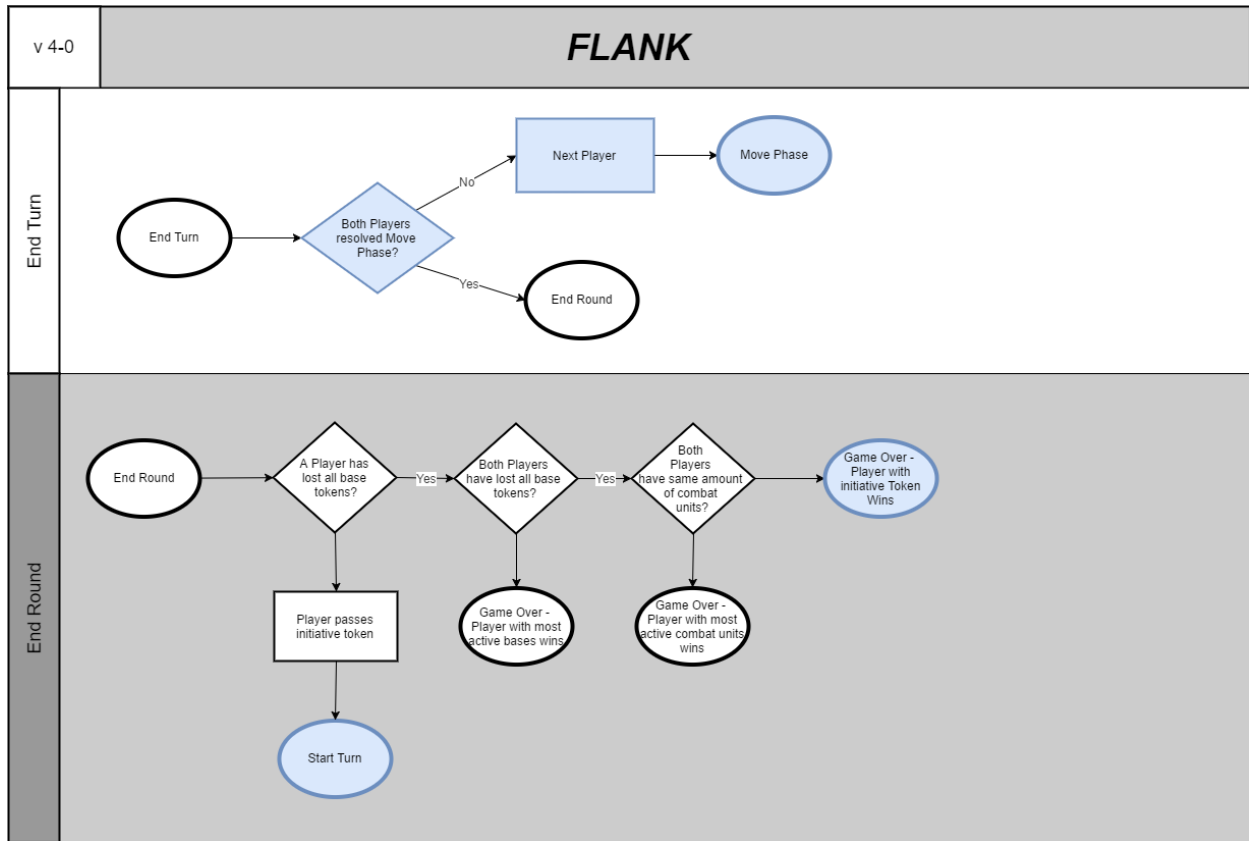 v 4-0
FLANK
End Turn
Next Player
Move Phase
No
End Turn
Both Players
resolved Move
Phase?
Yes
End Round
End Round
End Round
A Player has
lost all base
tokens?
Yes
Both Players
have lost all base
tokens?
Yes
Both
Players
have same amount
of combat
units?
Game Over -
Player with
initiative Token
Wins
Player passes
initiative token
Game Over -
Player with most
active bases wins
Game Over -
Player with most
active combat units
wins
Start Turn